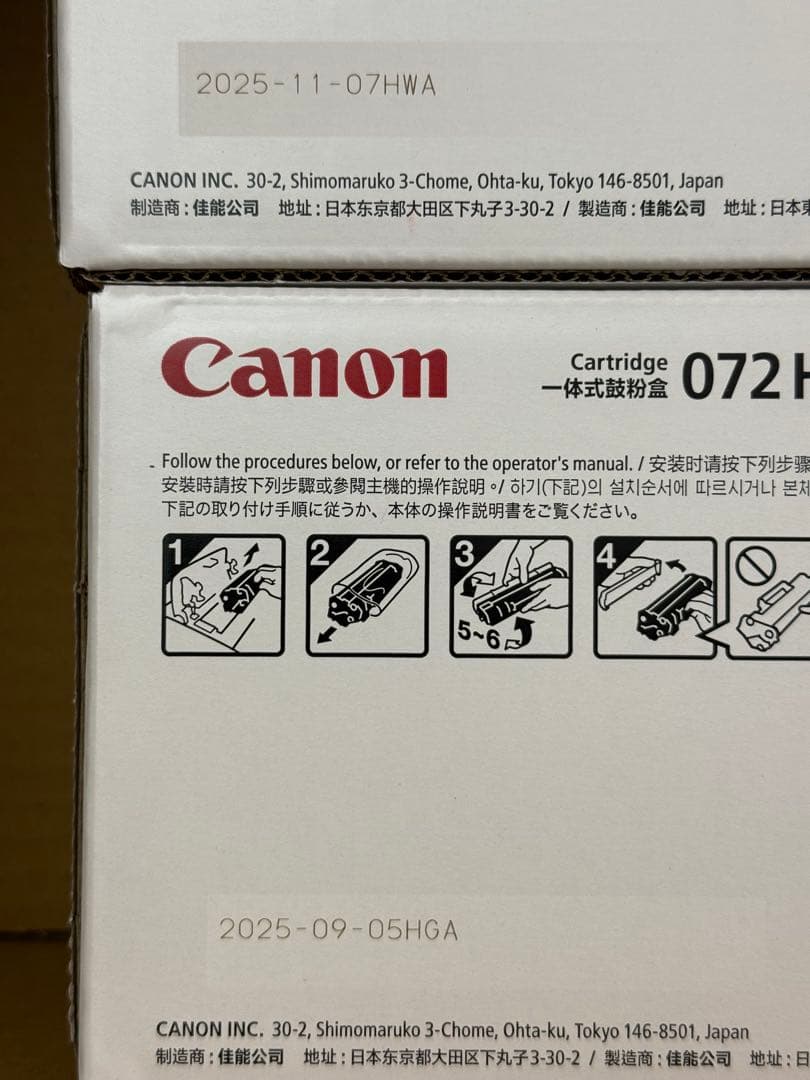 2025-11-07HWA
CANON INC. 30-2, Shimomaruko 3-Chome, Ohta-ku, Tokyo 146-8501, Japan
制造商:佳能公司 地址:日本东京都大田区下丸子3-30-2 / 製造商:佳能公司 地址:日本東
Canon
Cartridge
一体式鼓粉盒 072 H
Follow the procedures below, or refer to the operator's manual. / 安装时请按下列步骤
安裝時請按下列步驟或參閱主機的操作說明。/ 하기(下記)의 설치순서에 따르시거나 본체
下記の取り付け手順に従うか、本体の操作説明書をご覧ください。
1 2 3 4
5~6
2025-09-05HGA
CANON INC. 30-2, Shimomaruko 3-Chome, Ohta-ku, Tokyo 146-8501, Japan
制造商:佳能公司 地址:日本东京都大田区下丸子3-30-2 / 製造商:佳能公司 地址:日